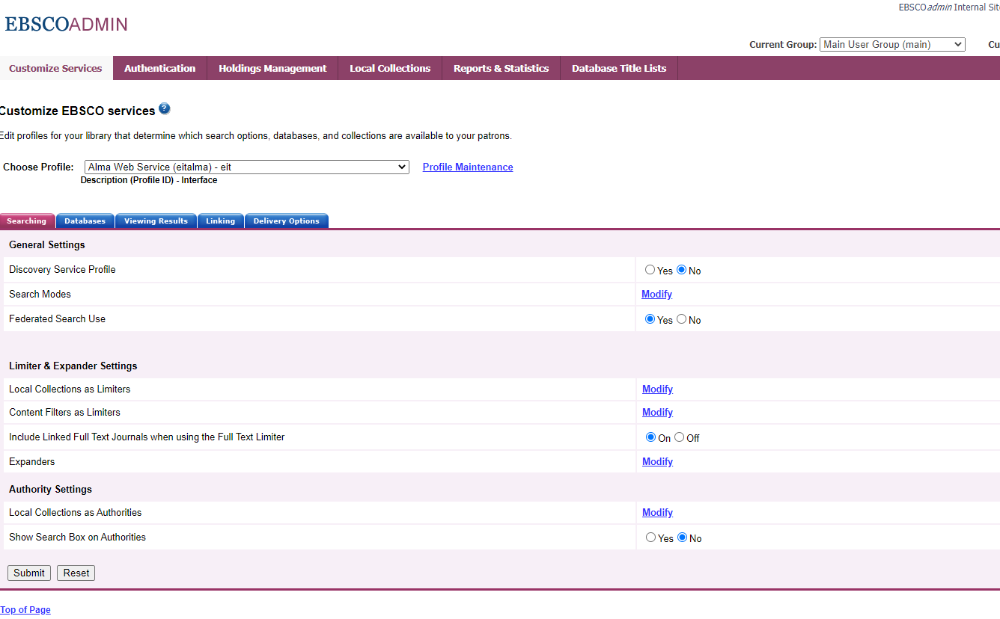 EBSCOadmin Internal Sit
EBSCOADMIN
Current Group: Main User Group (main) Cu
Customize Services Authentication Holdings Management Local Collections Reports & Statistics Database Title Lists
Customize EBSCO services ?
Edit profiles for your library that determine which search options, databases, and collections are available to your patrons.
Choose Profile: Alma Web Service (eitalma) - eit Profile Maintenance
Description (Profile ID) - Interface
Searching Databases Viewing Results Linking Delivery Options
General Settings
Discovery Service Profile Yes No
Search Modes Modify
Federated Search Use Yes No
Limiter & Expander Settings
Local Collections as Limiters Modify
Content Filters as Limiters Modify
Include Linked Full Text Journals when using the Full Text Limiter On Off
Expanders Modify
Authority Settings
Local Collections as Authorities Modify
Show Search Box on Authorities Yes No
Submit Reset
Top of Page